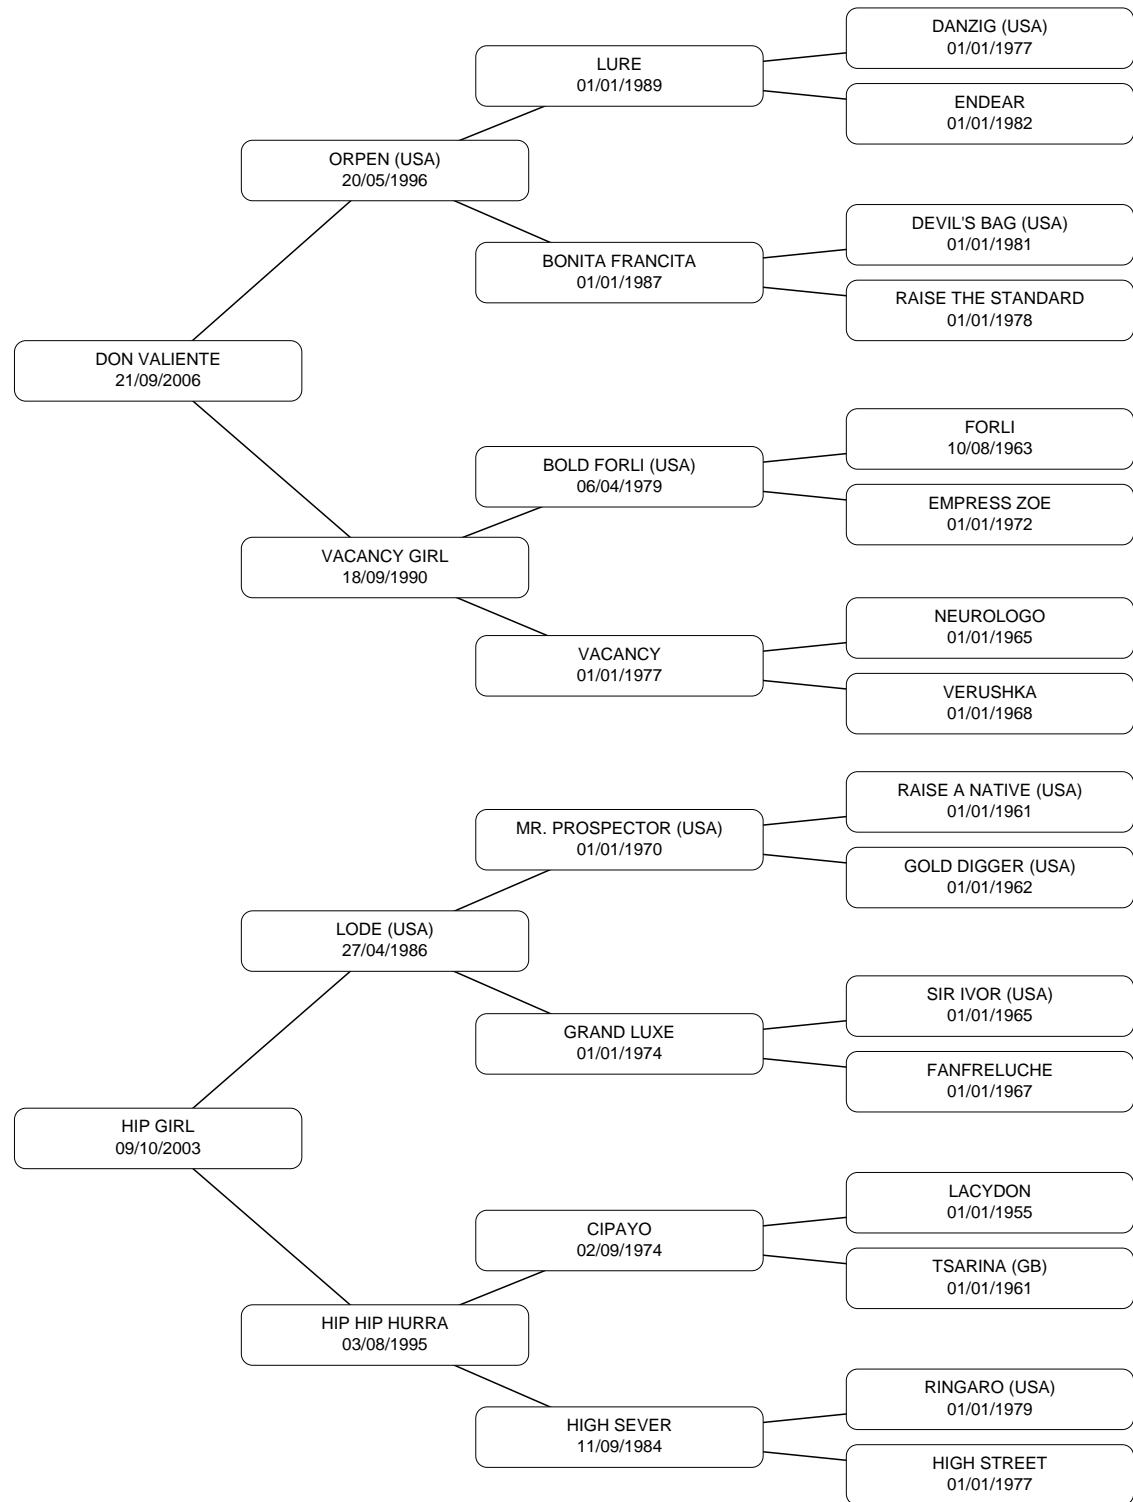 DANZIG (USA)
01/01/1977
LURE
01/01/1989
ENDEAR
01/01/1982
ORPEN (USA)
20/05/1996
DEVIL'S BAG (USA)
01/01/1981
BONITA FRANCITA
01/01/1987
RAISE THE STANDARD
01/01/1978
DON VALIENTE
21/09/2006
FORLI
10/08/1963
BOLD FORLI (USA)
06/04/1979
EMPRESS ZOE
01/01/1972
VACANCY GIRL
18/09/1990
NEUROLOGO
01/01/1965
VACANCY
01/01/1977
VERUSHKA
01/01/1968
RAISE A NATIVE (USA)
01/01/1961
MR. PROSPECTOR (USA)
01/01/1970
GOLD DIGGER (USA)
01/01/1962
LODE (USA)
27/04/1986
SIR IVOR (USA)
01/01/1965
GRAND LUXE
01/01/1974
FANFRELUCHE
01/01/1967
HIP GIRL
09/10/2003
LACYDON
01/01/1955
CIPAYO
02/09/1974
TSARINA (GB)
01/01/1961
HIP HIP HURRA
03/08/1995
RINGARO (USA)
01/01/1979
HIGH SEVER
11/09/1984
HIGH STREET
01/01/1977